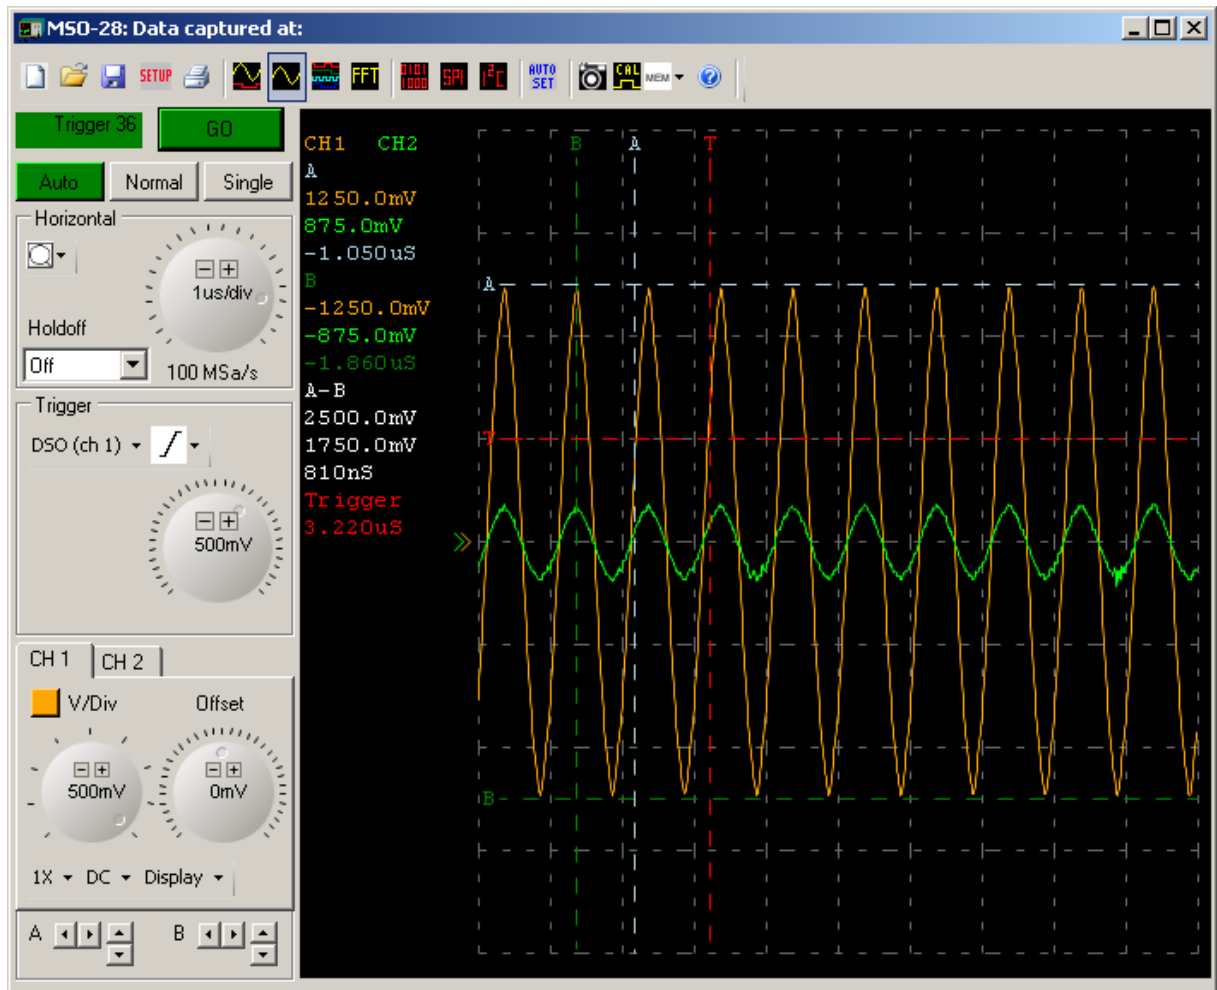 MSO-28: Data captured at:
SETUP
FFT
0101
1000
SPI
I²C
AUTO
SET
CAL
MEM
?
Trigger 36
GO
Auto
Normal
Single
Horizontal
1us/div
Holdoff
Off
100 MSa/s
Trigger
DSO (ch 1)
500mV
CH 1
CH 2
V/Div
Offset
500mV
0mV
1X
DC
Display
A
B
CH1 CH2
A
1250.0mV
875.0mV
-1.050uS
B
-1250.0mV
-875.0mV
-1.860uS
A-B
2500.0mV
1750.0mV
810nS
Trigger
3.220uS
B
A
T
A
T
B